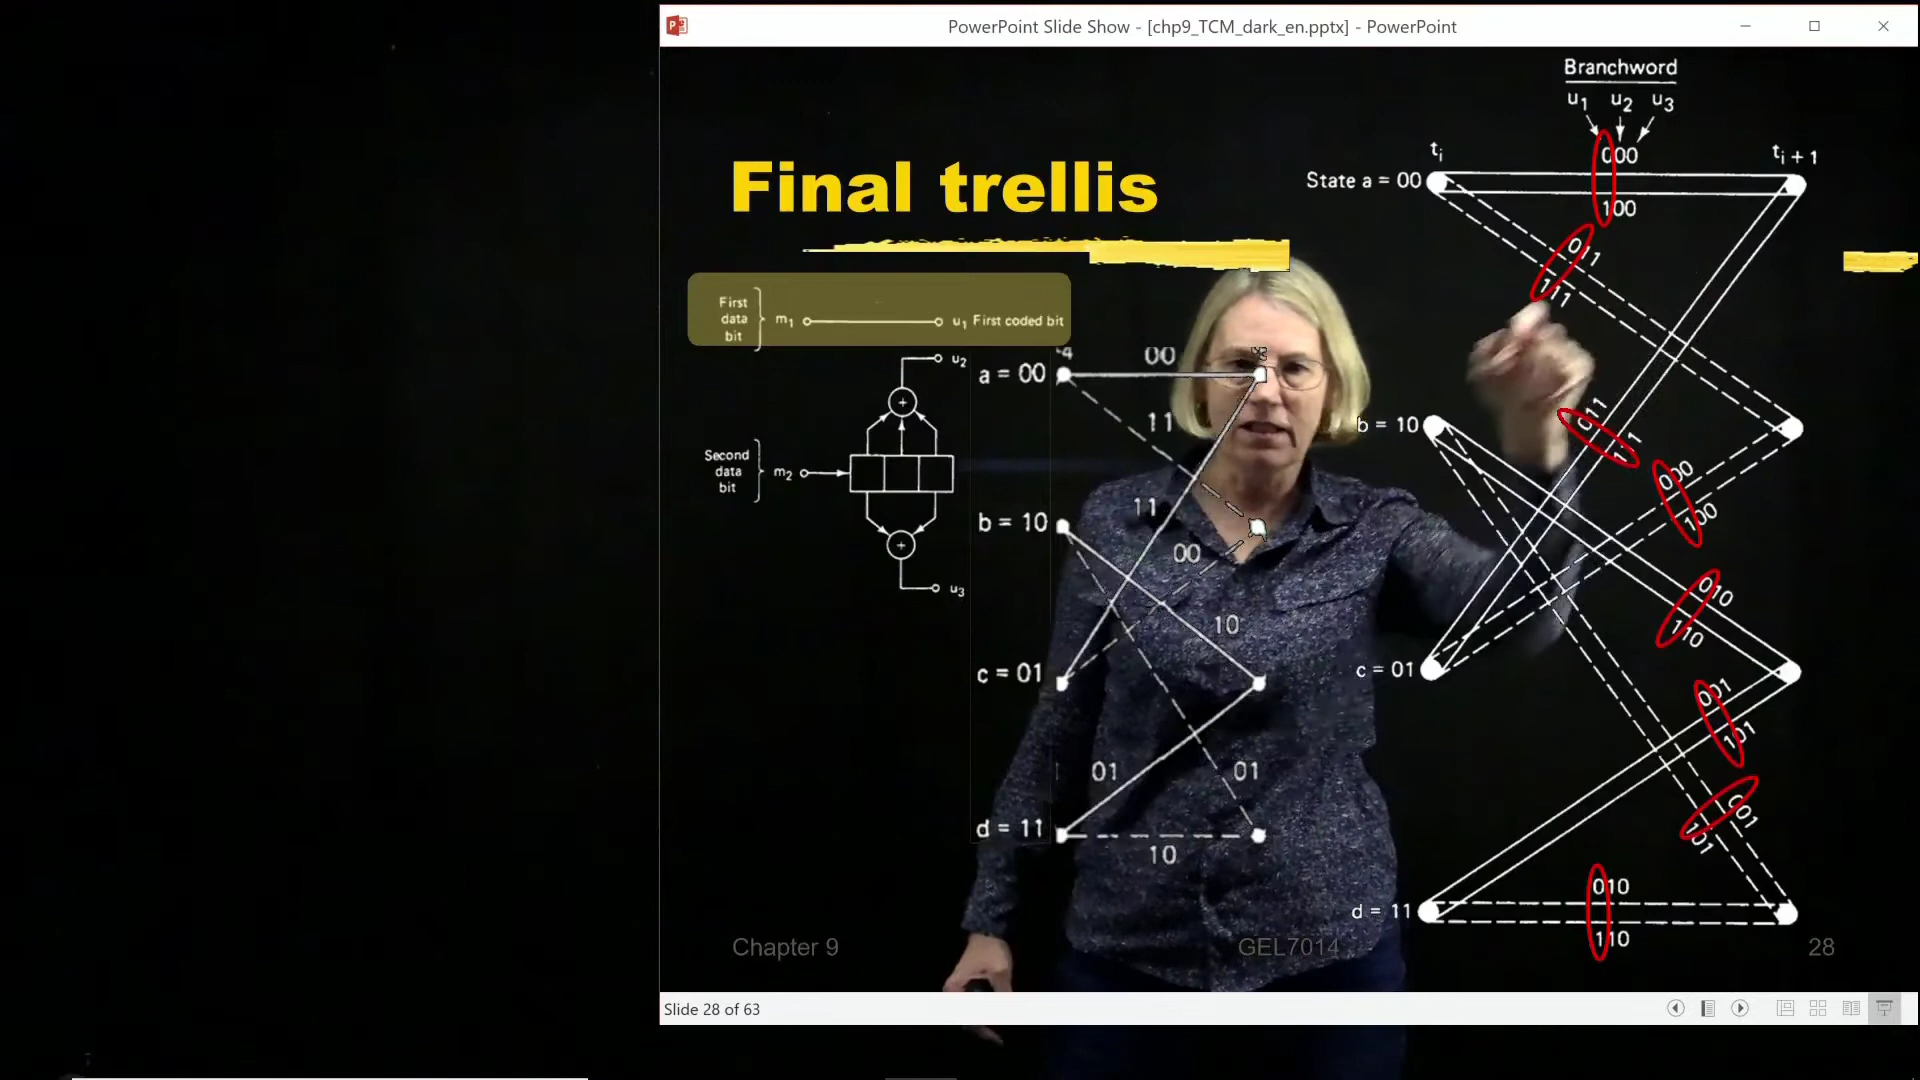 PowerPoint Slide Show - [chp9_TCM_dark_en.pptx] - PowerPoint
Branchword
u1 u2 u3
Final trellis
ti
ti + 1
State a = 00
000
100
011
111
First data bit
m1
u1 First coded bit
u2
Second data bit
m2
u3
a = 00
00
11
b = 10
11
00
10
c = 01
01
01
d = 11
10
b = 10
011
000
100
010
110
c = 01
001
101
001
101
d = 11
010
110
Chapter 9
GEL7014
28
Slide 28 of 63